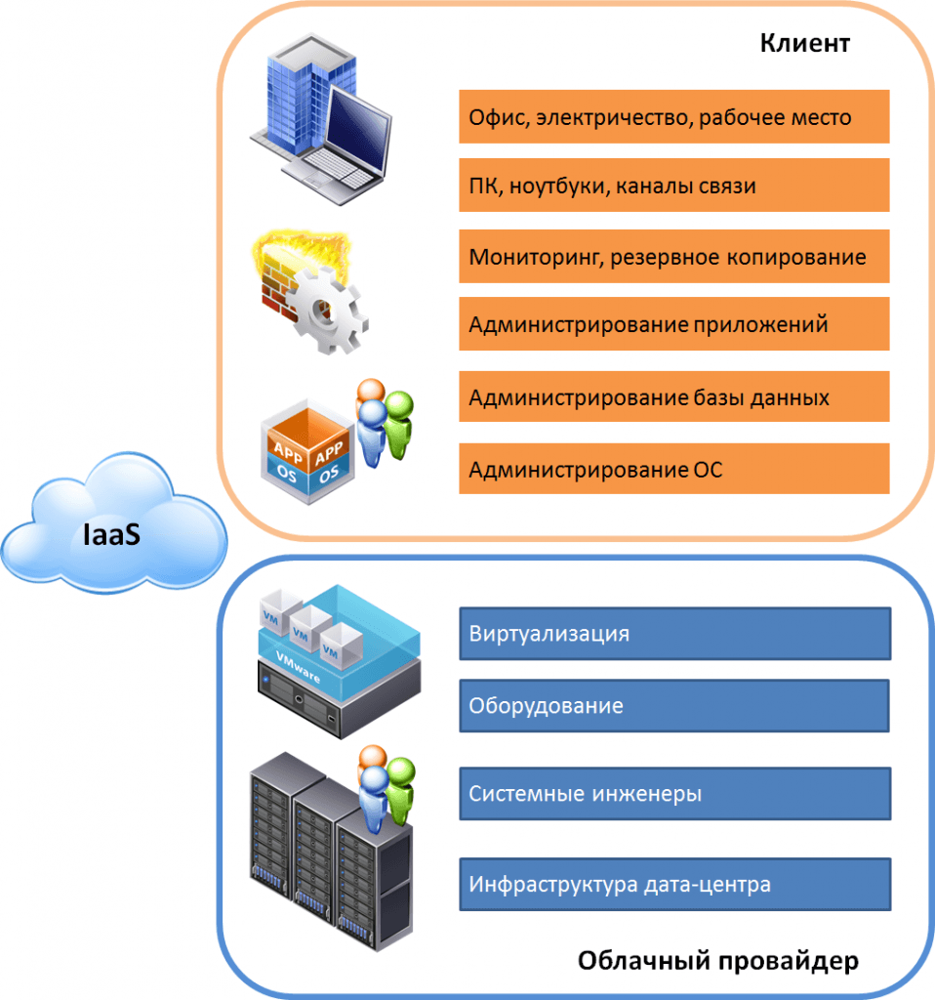 Клиент
Офис, электричество, рабочее место
ПК, ноутбуки, каналы связи
Мониторинг, резервное копирование
Администрирование приложений
Администрирование базы данных
APP APP
OS OS
Администрирование ОС
IaaS
VM
VM
VM
VMware
Виртуализация
Оборудование
Системные инженеры
Инфраструктура дата-центра
Облачный провайдер